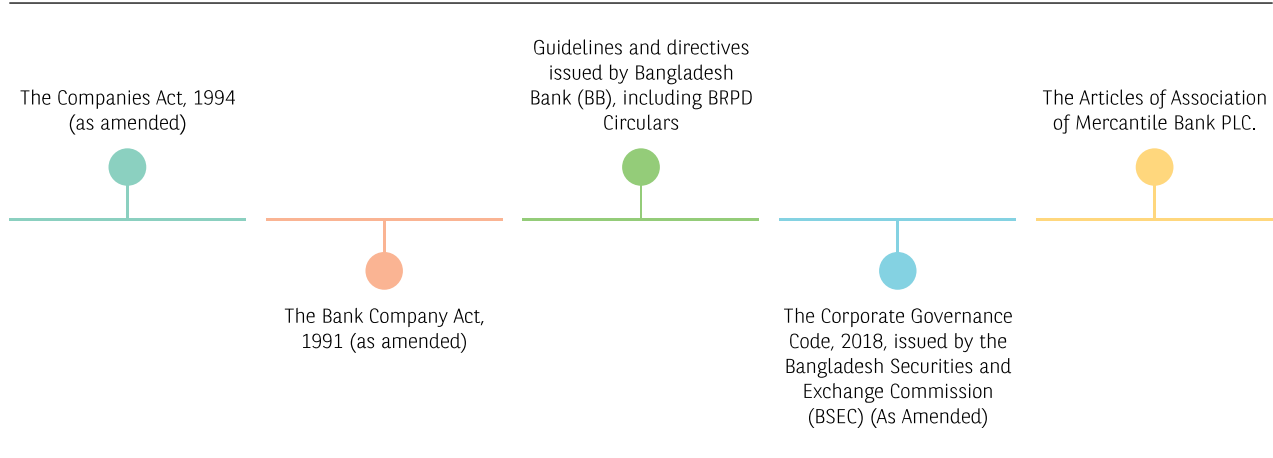 The Companies Act, 1994
(as amended)
The Bank Company Act,
1991 (as amended)
Guidelines and directives
issued by Bangladesh
Bank (BB), including BRPD
Circulars
The Corporate Governance
Code, 2018, issued by the
Bangladesh Securities and
Exchange Commission
(BSEC) (As Amended)
The Articles of Association
of Mercantile Bank PLC.